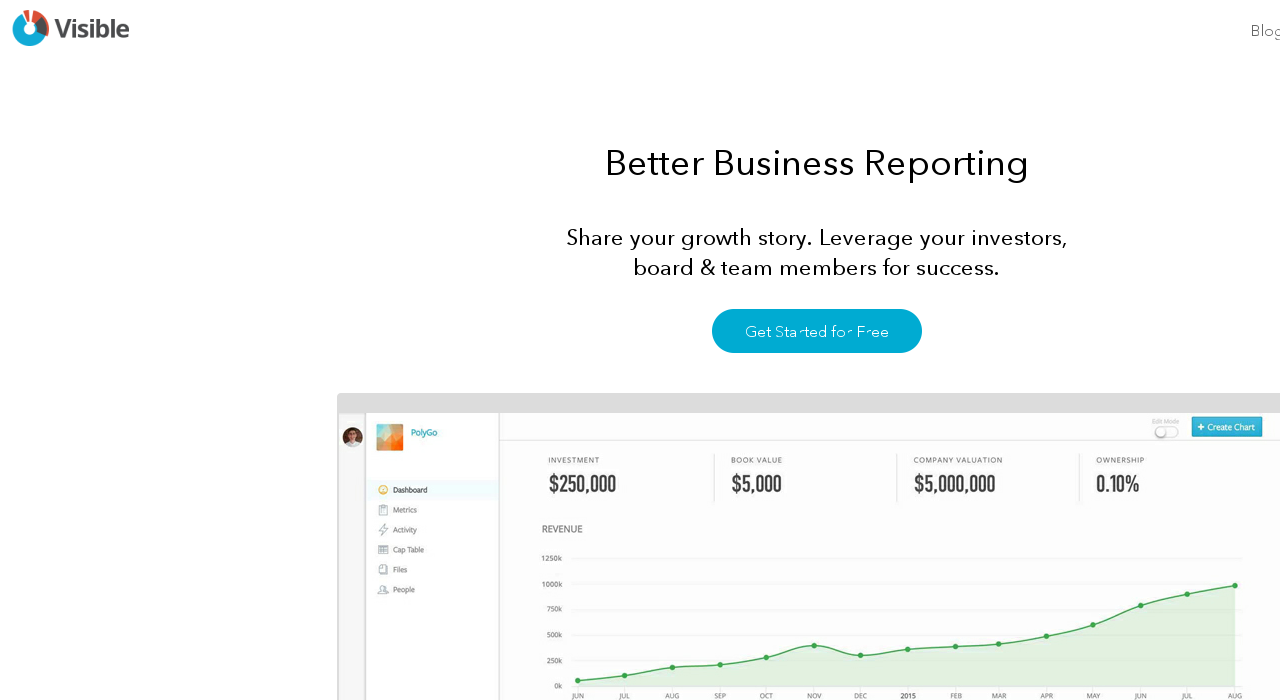 Visible
Blog
Better Business Reporting
Share your growth story. Leverage your investors,
board & team members for success.
Get Started for Free
PolyGo
Edit Mode
+ Create Chart
INVESTMENT
$250,000
BOOK VALUE
$5,000
COMPANY VALUATION
$5,000,000
OWNERSHIP
0.10%
Dashboard
Metrics
Activity
Cap Table
Files
People
REVENUE
1250k
1000k
750k
500k
250k
0k
JUN JUL AUG SEP OCT NOV DEC 2015 FEB MAR APR MAY JUN JUL AUG